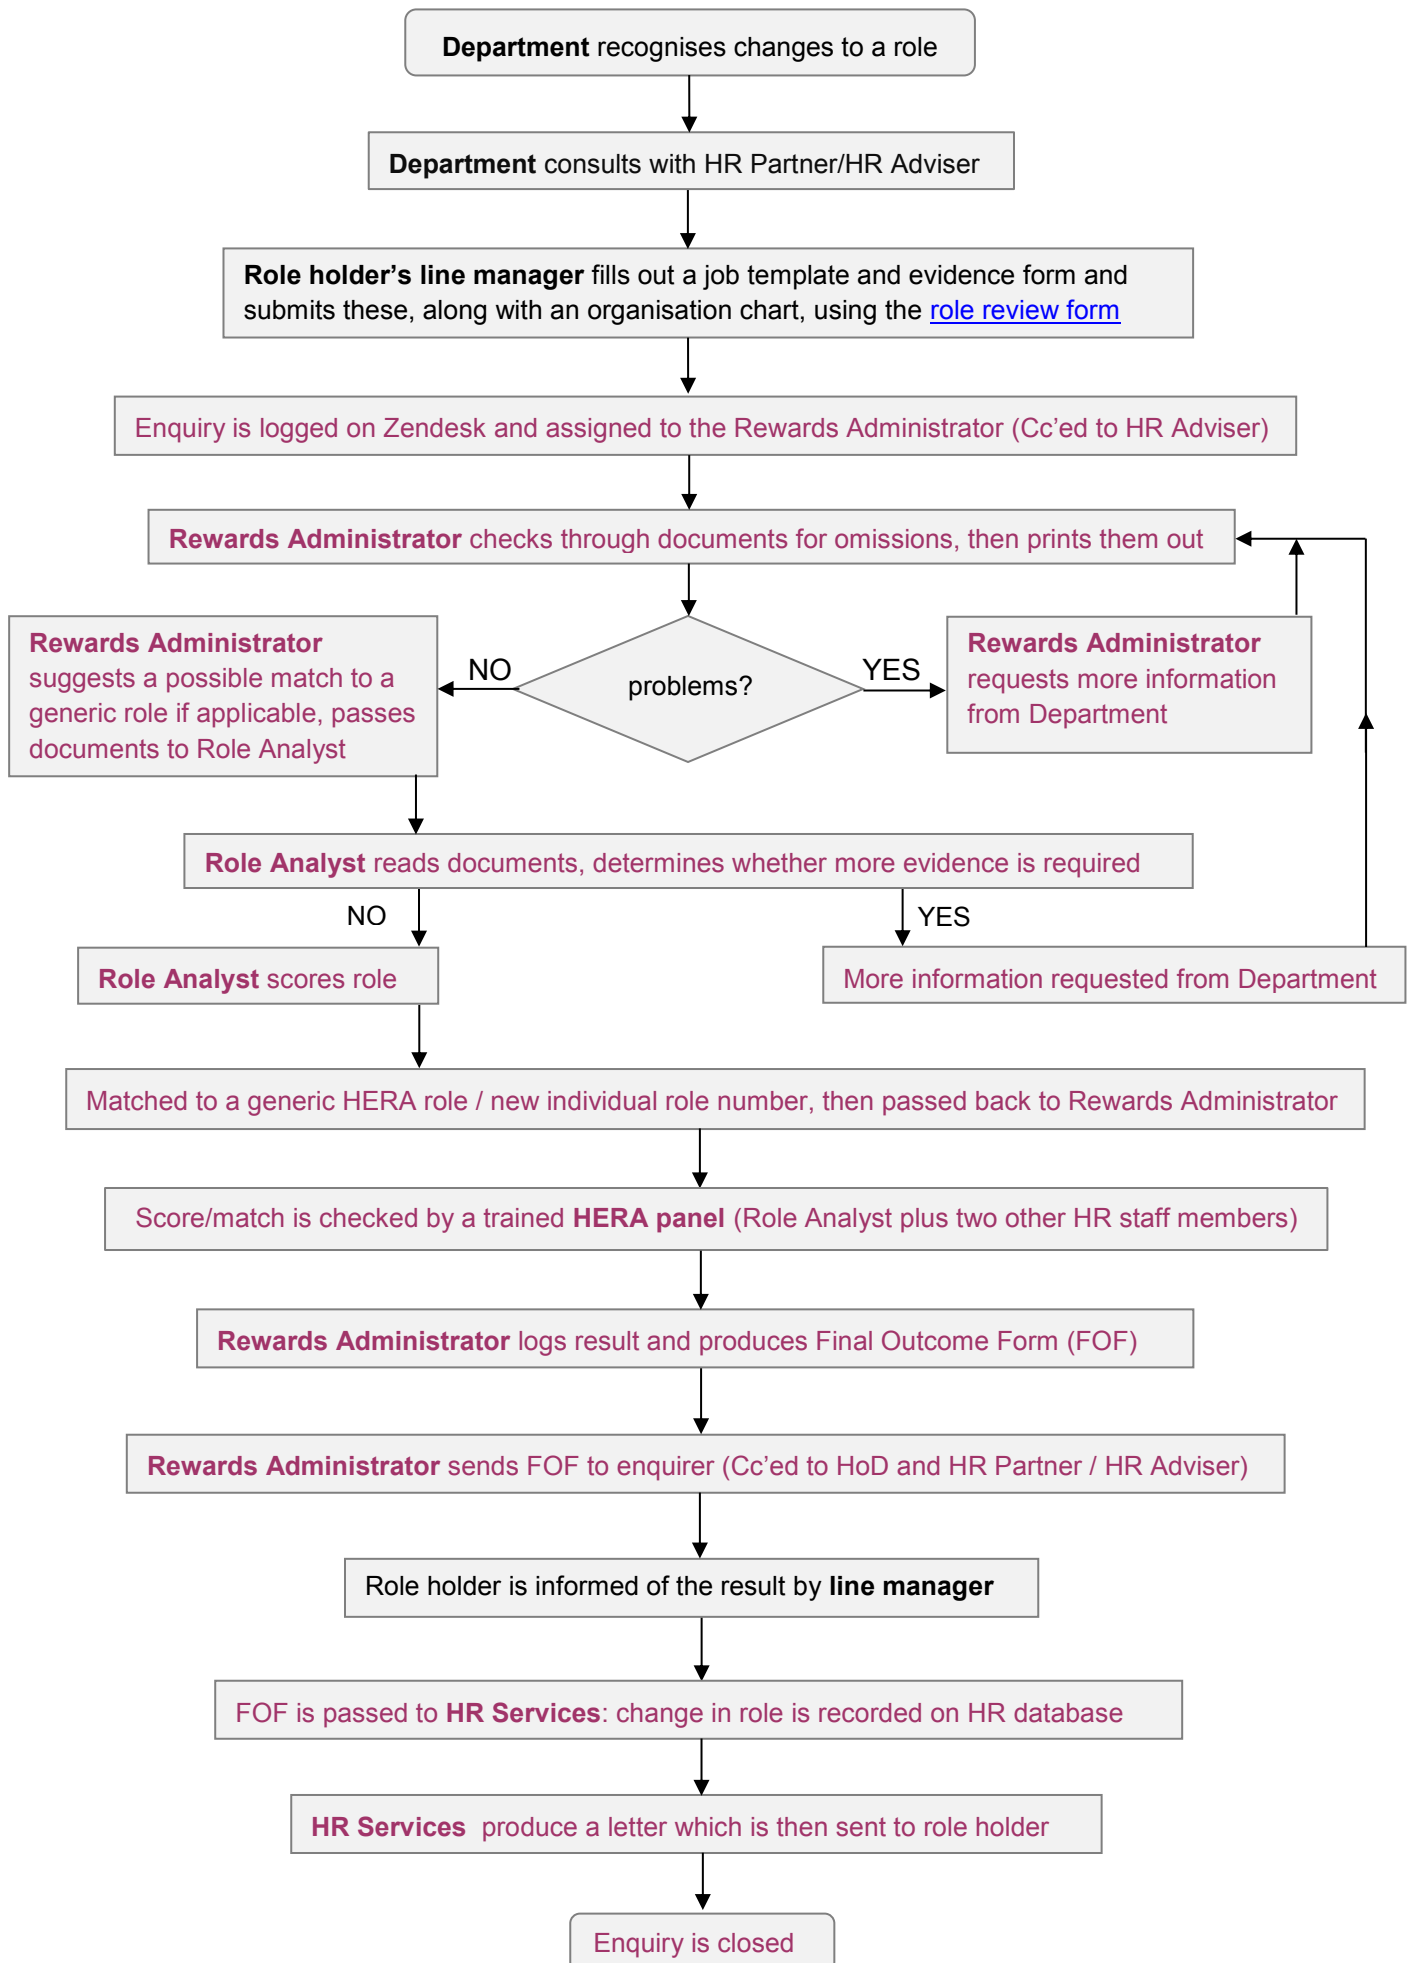 Department recognises changes to a role
Department consults with HR Partner/HR Adviser
Role holder’s line manager fills out a job template and evidence form and
submits these, along with an organisation chart, using the role review form
Enquiry is logged on Zendesk and assigned to the Rewards Administrator (Cc’ed to HR Adviser)
Rewards Administrator checks through documents for omissions, then prints them out
Rewards Administrator
suggests a possible match to a
generic role if applicable, passes
documents to Role Analyst
NO
problems?
YES
Rewards Administrator
requests more information
from Department
Role Analyst reads documents, determines whether more evidence is required
NO
YES
Role Analyst scores role
More information requested from Department
Matched to a generic HERA role / new individual role number, then passed back to Rewards Administrator
Score/match is checked by a trained HERA panel (Role Analyst plus two other HR staff members)
Rewards Administrator logs result and produces Final Outcome Form (FOF)
Rewards Administrator sends FOF to enquirer (Cc’ed to HoD and HR Partner / HR Adviser)
Role holder is informed of the result by line manager
FOF is passed to HR Services: change in role is recorded on HR database
HR Services produce a letter which is then sent to role holder
Enquiry is closed